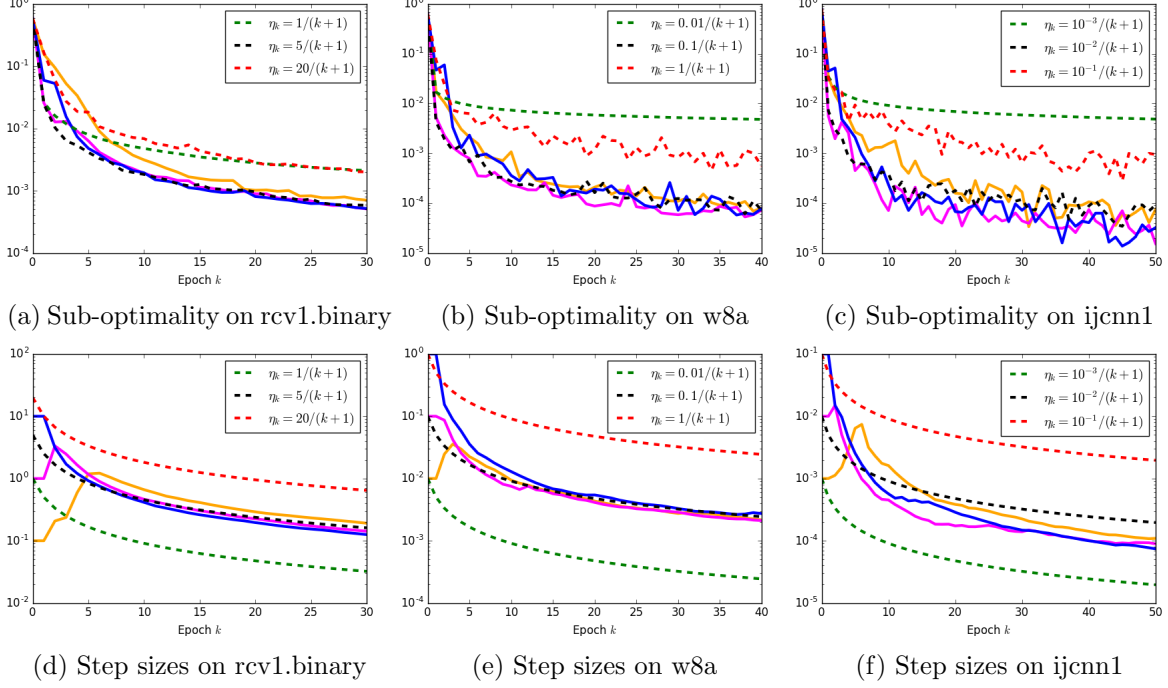 10^0
10^{-1}
10^{-2}
10^{-3}
10^{-4}
0 5 10 15 20 25 30
Epoch k
η_k = 1/(k+1)
η_k = 5/(k+1)
η_k = 20/(k+1)
(a) Sub-optimality on rcv1.binary
10^0
10^{-1}
10^{-2}
10^{-3}
10^{-4}
10^{-5}
0 5 10 15 20 25 30 35 40
Epoch k
η_k = 0.01/(k+1)
η_k = 0.1/(k+1)
η_k = 1/(k+1)
(b) Sub-optimality on w8a
10^0
10^{-1}
10^{-2}
10^{-3}
10^{-4}
10^{-5}
0 10 20 30 40 50
Epoch k
η_k = 10^{-3}/(k+1)
η_k = 10^{-2}/(k+1)
η_k = 10^{-1}/(k+1)
(c) Sub-optimality on ijcnn1
10^2
10^1
10^0
10^{-1}
10^{-2}
0 5 10 15 20 25 30
Epoch k
η_k = 1/(k+1)
η_k = 5/(k+1)
η_k = 20/(k+1)
(d) Step sizes on rcv1.binary
10^0
10^{-1}
10^{-2}
10^{-3}
10^{-4}
10^{-5}
0 5 10 15 20 25 30 35 40
Epoch k
η_k = 0.01/(k+1)
η_k = 0.1/(k+1)
η_k = 1/(k+1)
(e) Step sizes on w8a
10^{-1}
10^{-2}
10^{-3}
10^{-4}
10^{-5}
0 10 20 30 40 50
Epoch k
η_k = 10^{-3}/(k+1)
η_k = 10^{-2}/(k+1)
η_k = 10^{-1}/(k+1)
(f) Step sizes on ijcnn1